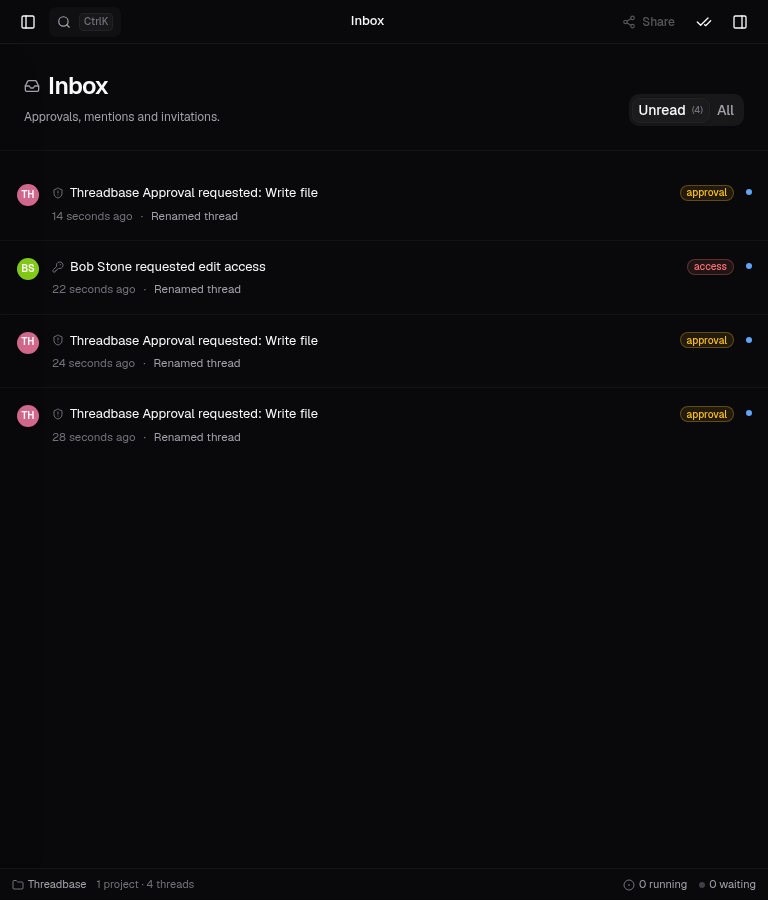 CtrlK
Inbox
Share
Inbox
Approvals, mentions and invitations.
Unread (4) All
TH Threadbase Approval requested: Write file approval
14 seconds ago · Renamed thread
BS Bob Stone requested edit access access
22 seconds ago · Renamed thread
TH Threadbase Approval requested: Write file approval
24 seconds ago · Renamed thread
TH Threadbase Approval requested: Write file approval
28 seconds ago · Renamed thread
Threadbase 1 project · 4 threads 0 running 0 waiting